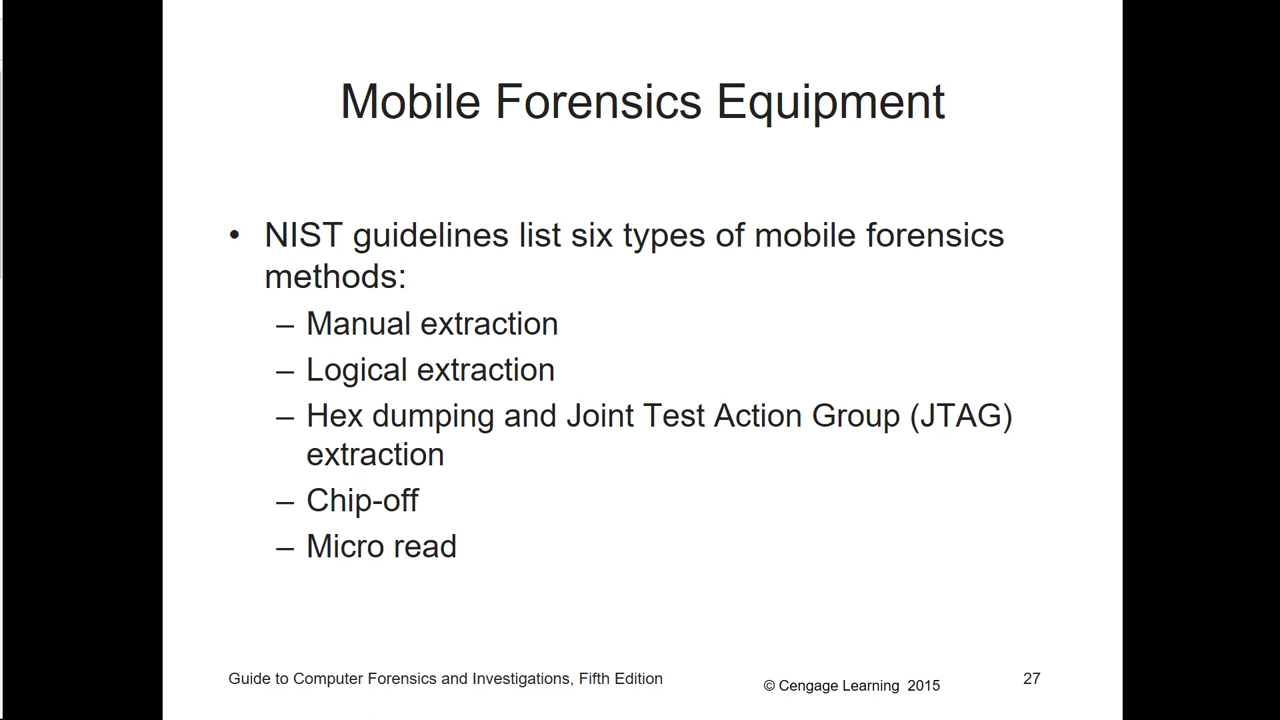 Mobile Forensics Equipment
• NIST guidelines list six types of mobile forensics
methods:
– Manual extraction
– Logical extraction
– Hex dumping and Joint Test Action Group (JTAG)
extraction
– Chip-off
– Micro read
Guide to Computer Forensics and Investigations, Fifth Edition
© Cengage Learning 2015
27